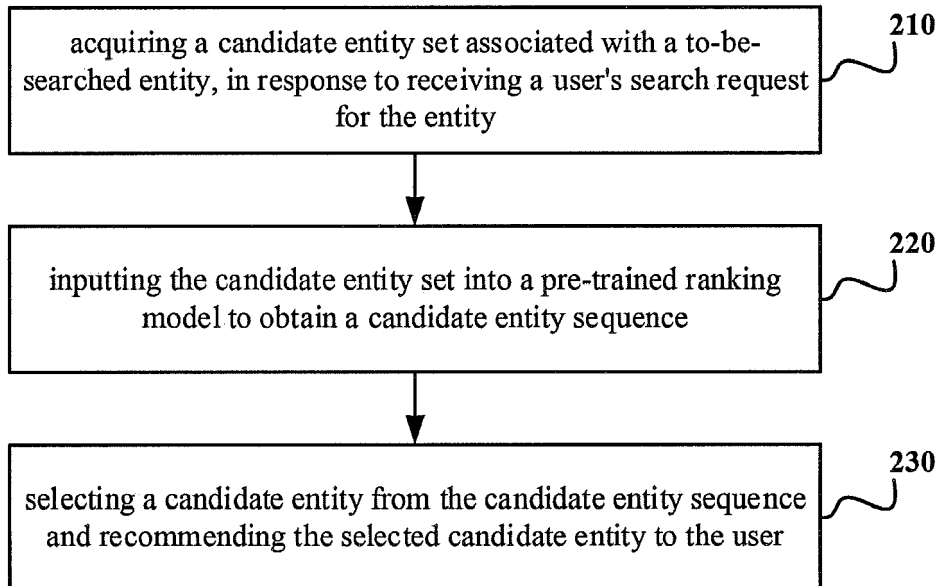 210
acquiring a candidate entity set associated with a to-be-
searched entity, in response to receiving a user's search request
for the entity
220
inputting the candidate entity set into a pre-trained ranking
model to obtain a candidate entity sequence
230
selecting a candidate entity from the candidate entity sequence
and recommending the selected candidate entity to the user